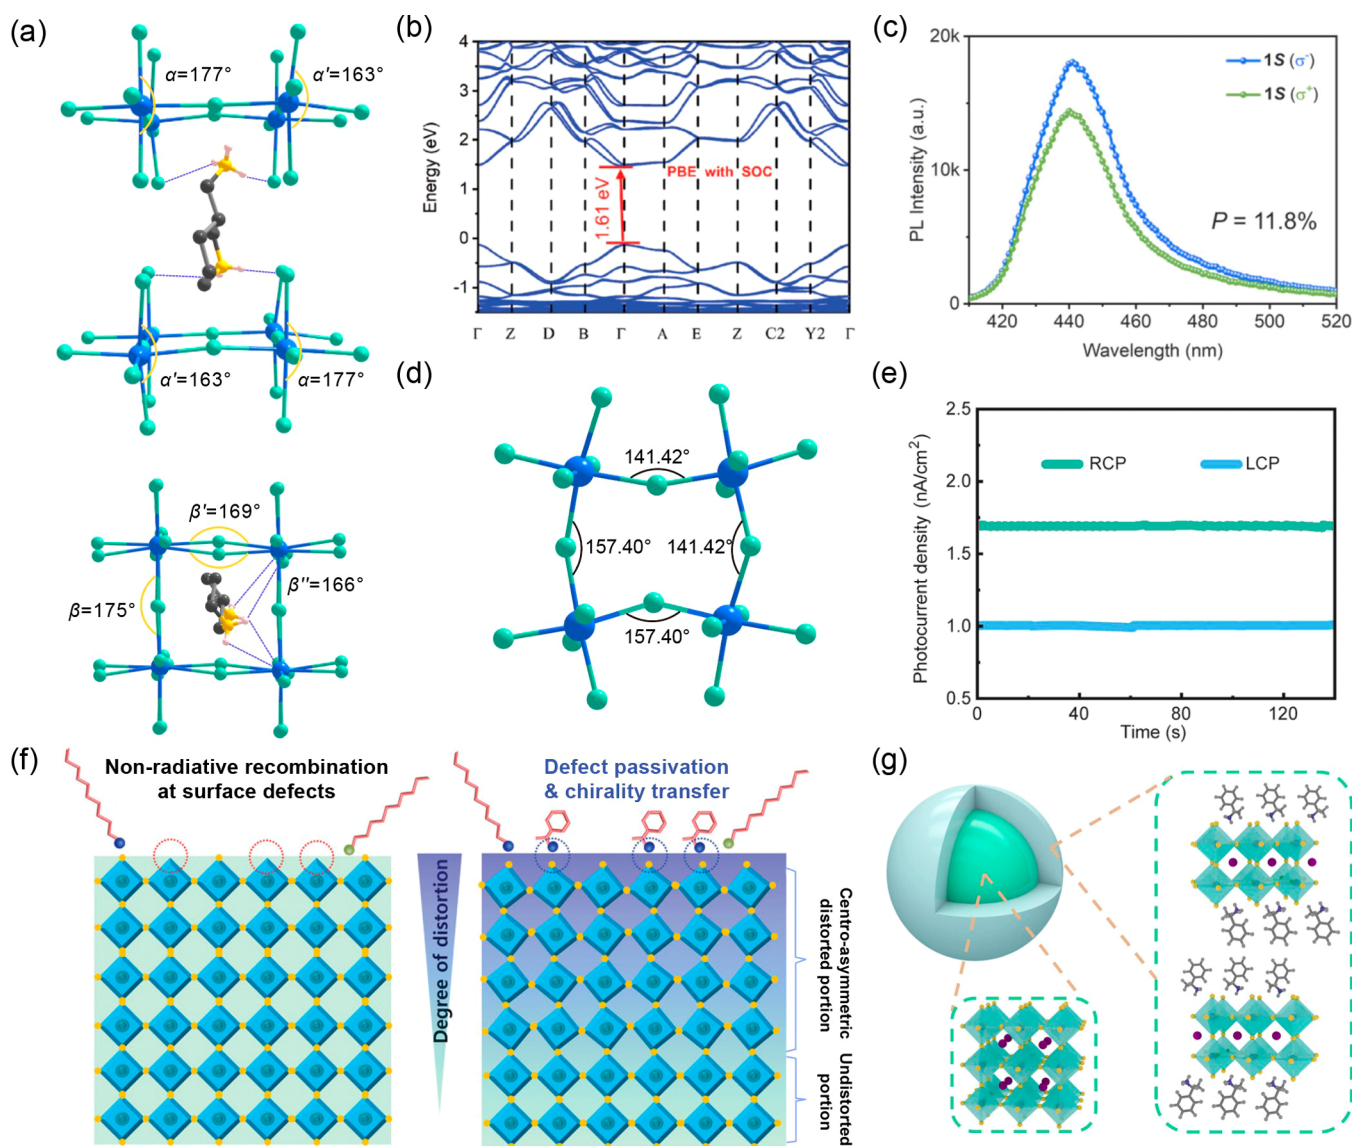 (a)
α=177°
α'=163°
α'=163°
α=177°
β'=169°
β''=166°
β=175°
(b)
Energy (eV)
4
3
2
1
0
-1
PBE with SOC
1.61 eV
Γ Z D B Γ A E Z C2 Y2 Γ
(c)
PL Intensity (a.u.)
20k
10k
0
1S (σ⁻)
1S (σ⁺)
P = 11.8%
420 440 460 480 500 520
Wavelength (nm)
(d)
141.42°
157.40°
141.42°
157.40°
(e)
Photocurrent density (nA/cm²)
2.5
2.0
1.5
1.0
0.5
RCP
LCP
0 40 80 120
Time (s)
(f)
Non-radiative recombination
at surface defects
Degree of distortion
Defect passivation
& chirality transfer
Centro-asymmetric
distorted portion
Undistorted
portion
(g)